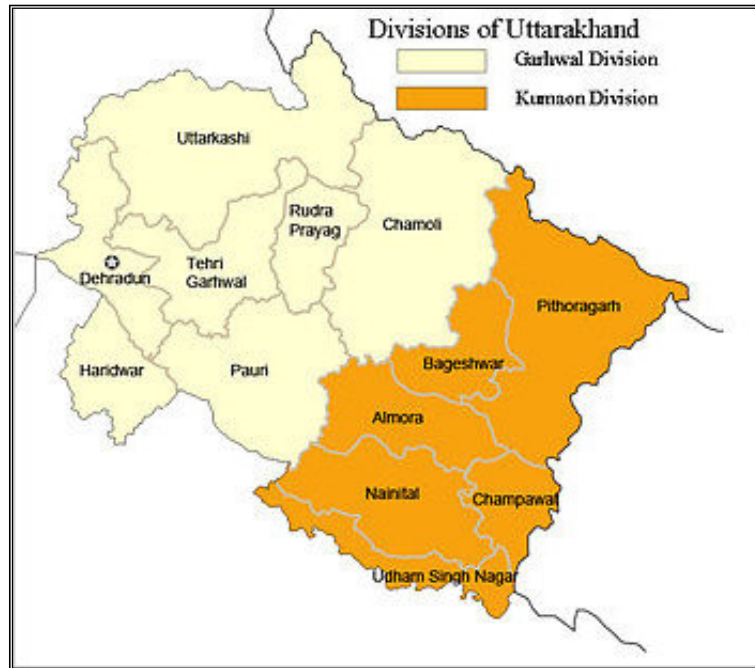 Divisions of Uttarakhand
Garhwal Division
Kumaon Division
Uttarkashi
Rudra
Prayag
Chamoli
Tehri
Garhwal
Dehradun
Pithoragarh
Haridwar
Pauri
Bageshwar
Almora
Nainital
Champawat
Udham Singh Nagar